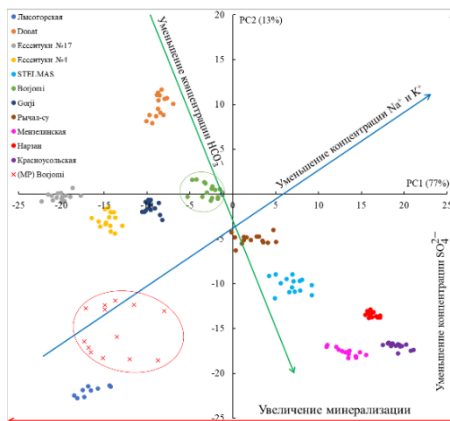 Лысогорская
Donat
Ессентуки №17
Ессентуки №4
STELMAS
Borjomi
Gurji
Рычал-су
Мензелинская
Нарзан
Красноусольская
(MP) Borjomi
PC2 (13%)
20
15
10
5
0
-5
-10
-15
-20
-25
-25
-20
-15
-10
-5
0
5
10
15
20
25
PC1 (77%)
Уменьшение концентрации HCO₃⁻
Уменьшение концентрации Na⁺ и K⁺
Уменьшение концентрации SO₄²⁻
Увеличение минерализации